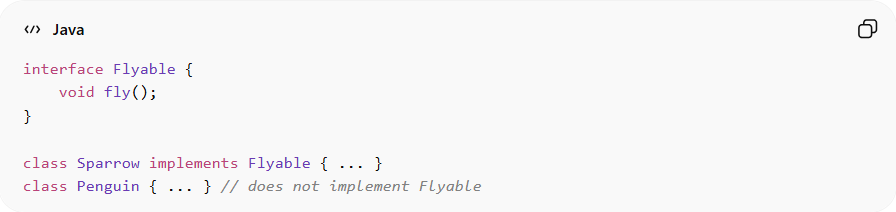 Java
interface Flyable {
    void fly();
}
class Sparrow implements Flyable { ... }
class Penguin { ... } // does not implement Flyable